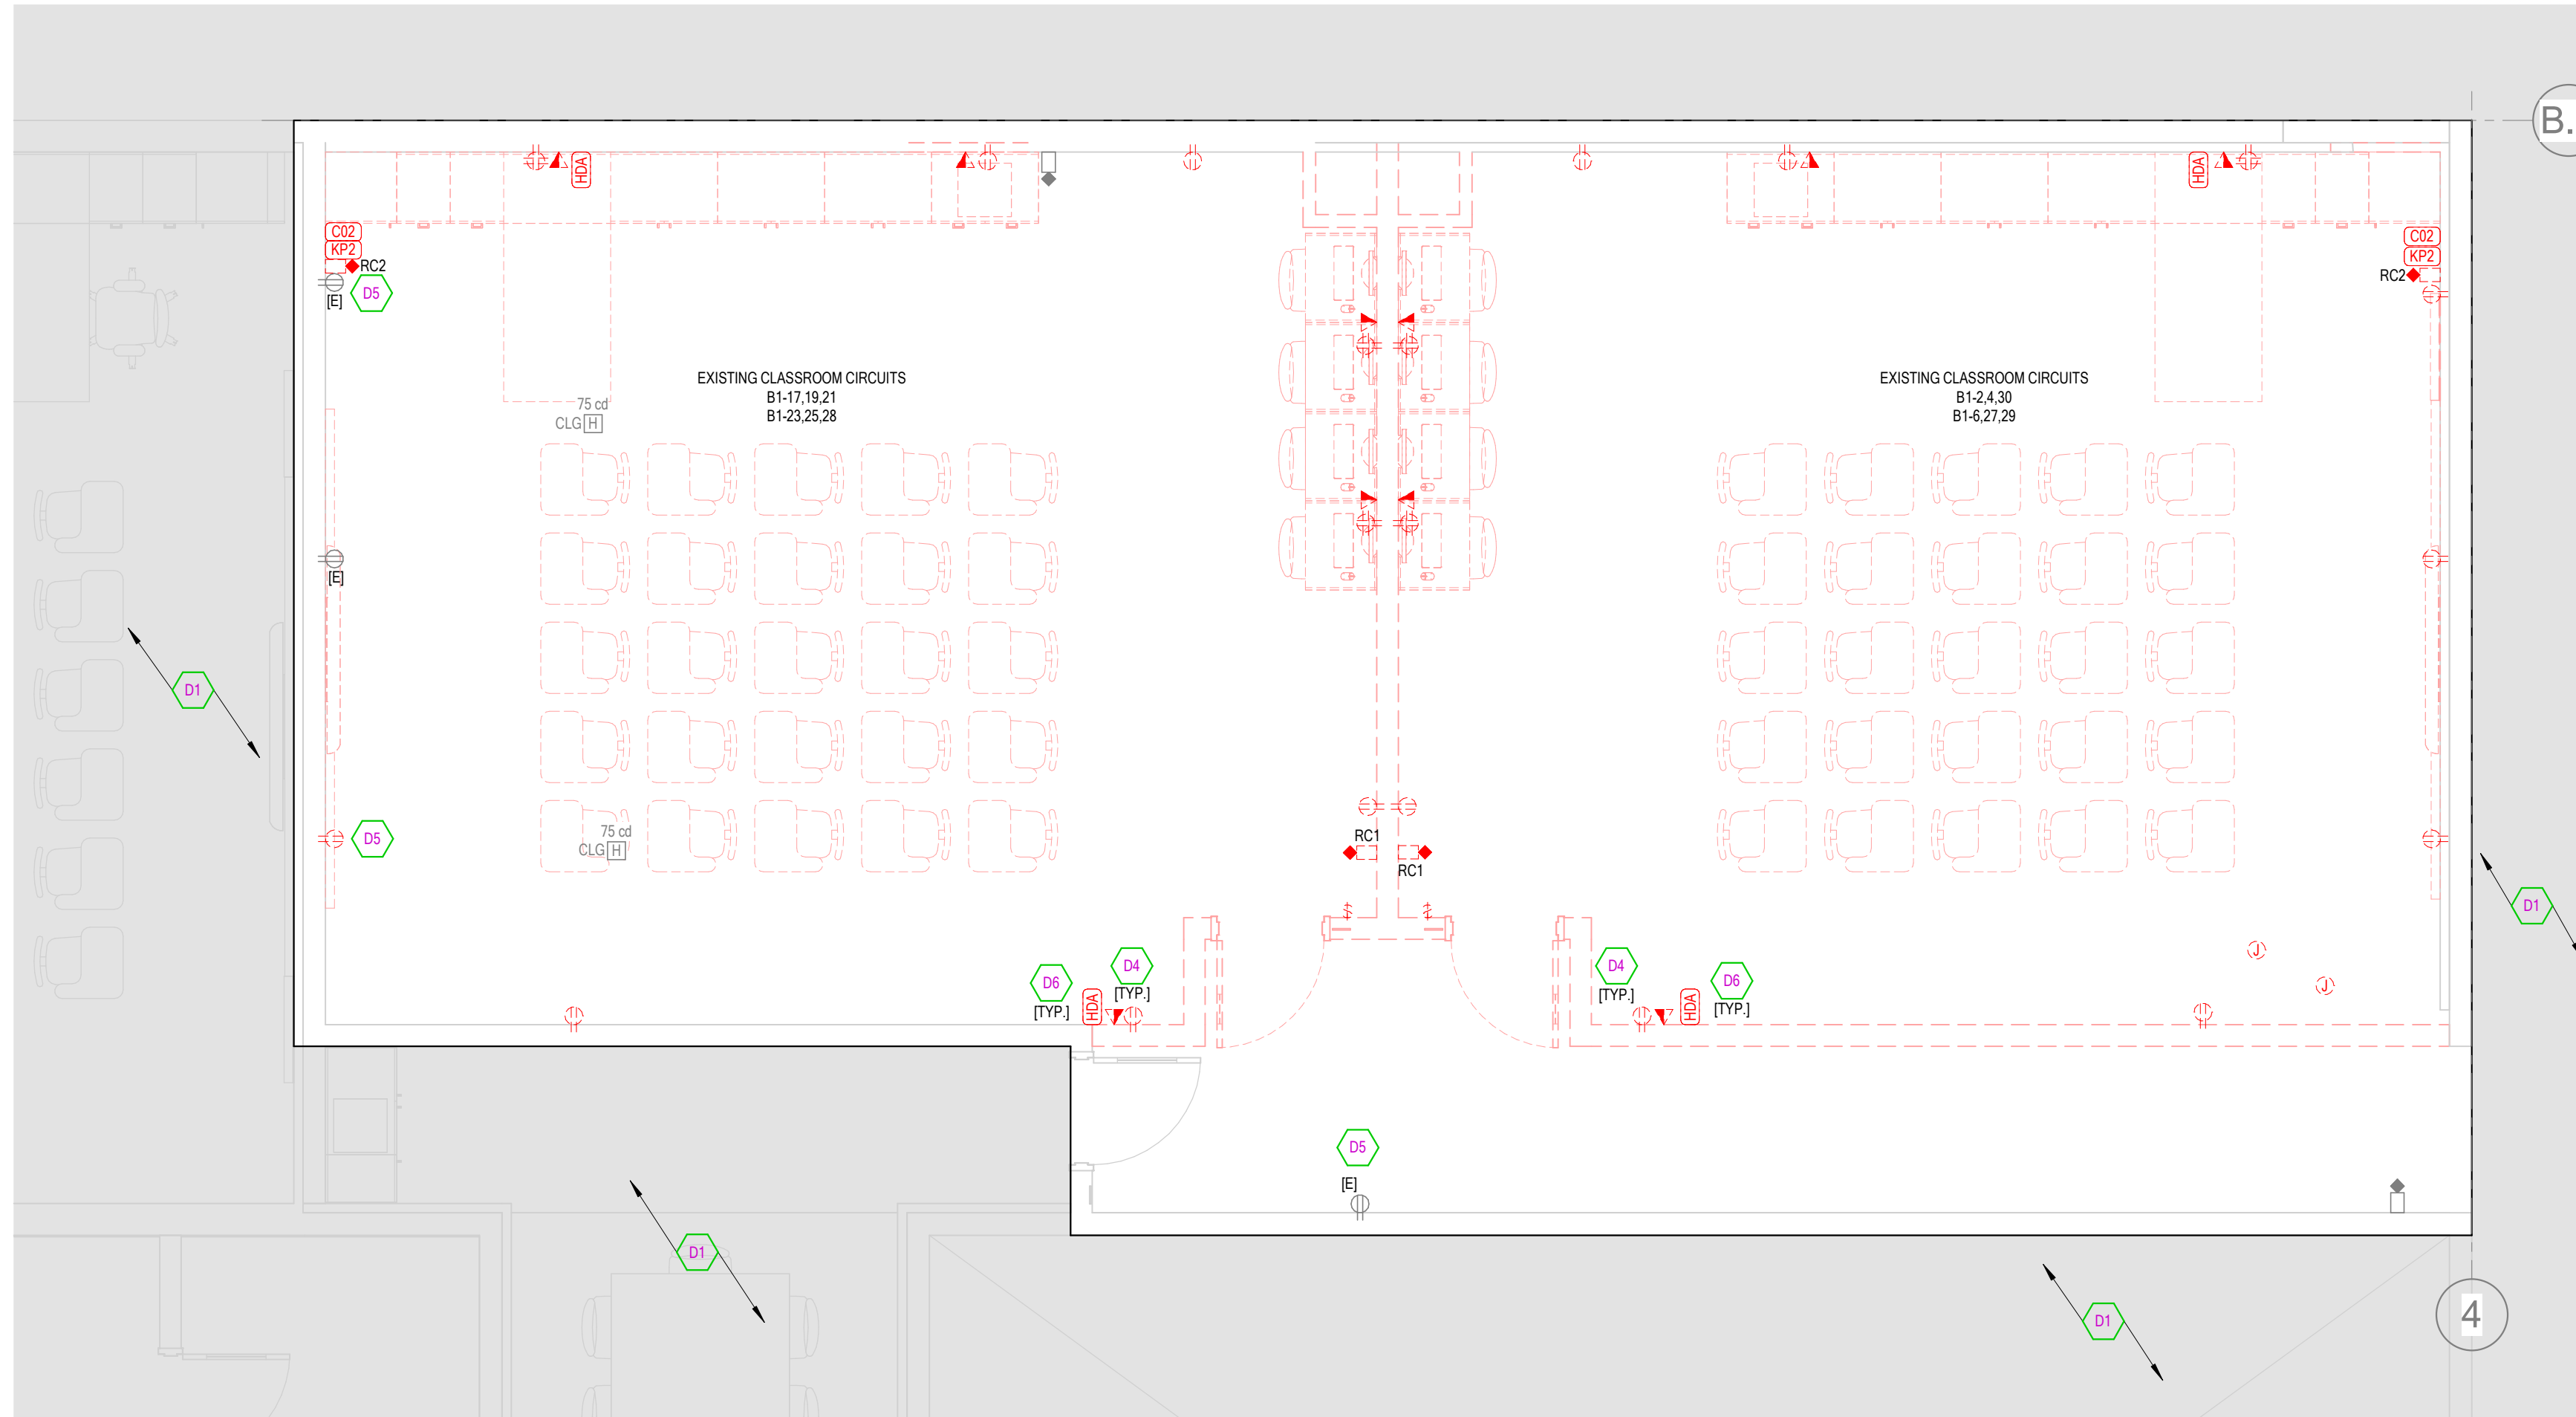 B.
HDA
HDA
C02
KP2
RC2
D5
[E]
C02
KP2
RC2
EXISTING CLASSROOM CIRCUITS
B1-17,19,21
B1-23,25,28
EXISTING CLASSROOM CIRCUITS
B1-2,4,30
B1-6,27,29
75 cd
CLG H
[E]
D1
75 cd
CLG H
D5
RC1
RC1
$
$
D1
D6
[TYP.]
D4
[TYP.]
HDA
D4
[TYP.]
D6
[TYP.]
HDA
J
J
D5
[E]
D1
D1
4